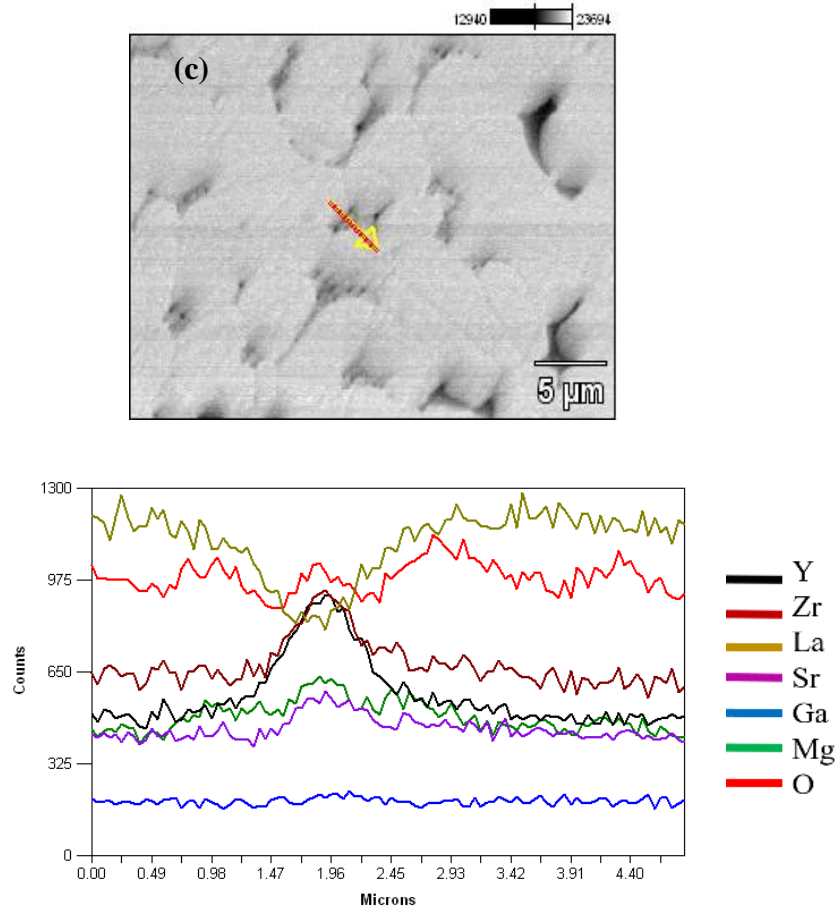 12940 23694
(c)
5 µm
1300
975
650
325
0
Counts
0.00 0.49 0.98 1.47 1.96 2.45 2.93 3.42 3.91 4.40
Microns
Y
Zr
La
Sr
Ga
Mg
O